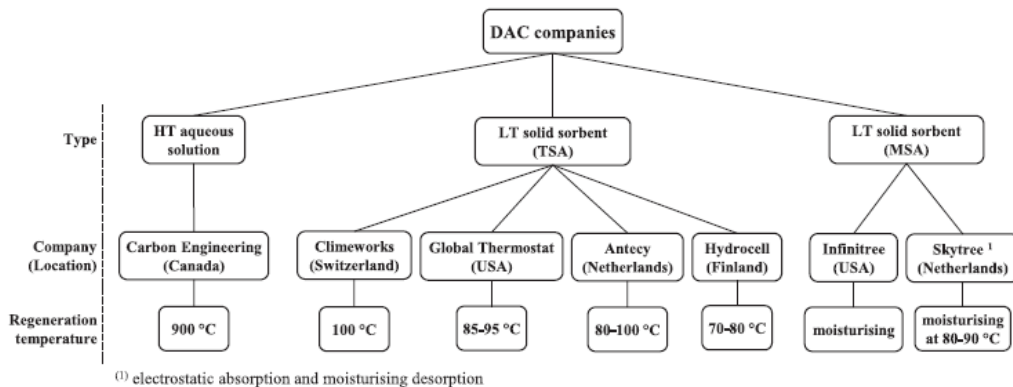 DAC companies
Type
HT aqueous
solution
LT solid sorbent
(TSA)
LT solid sorbent
(MSA)
Company
(Location)
Carbon Engineering
(Canada)
Climeworks
(Switzerland)
Global Thermostat
(USA)
Antecy
(Netherlands)
Hydrocell
(Finland)
Infinitree
(USA)
Skytree ¹
(Netherlands)
Regeneration
temperature
900 °C
100 °C
85-95 °C
80–100 °C
70-80 °C
moisturising
moisturising
at 80-90 °C
⁽¹⁾ electrostatic absorption and moisturising desorption